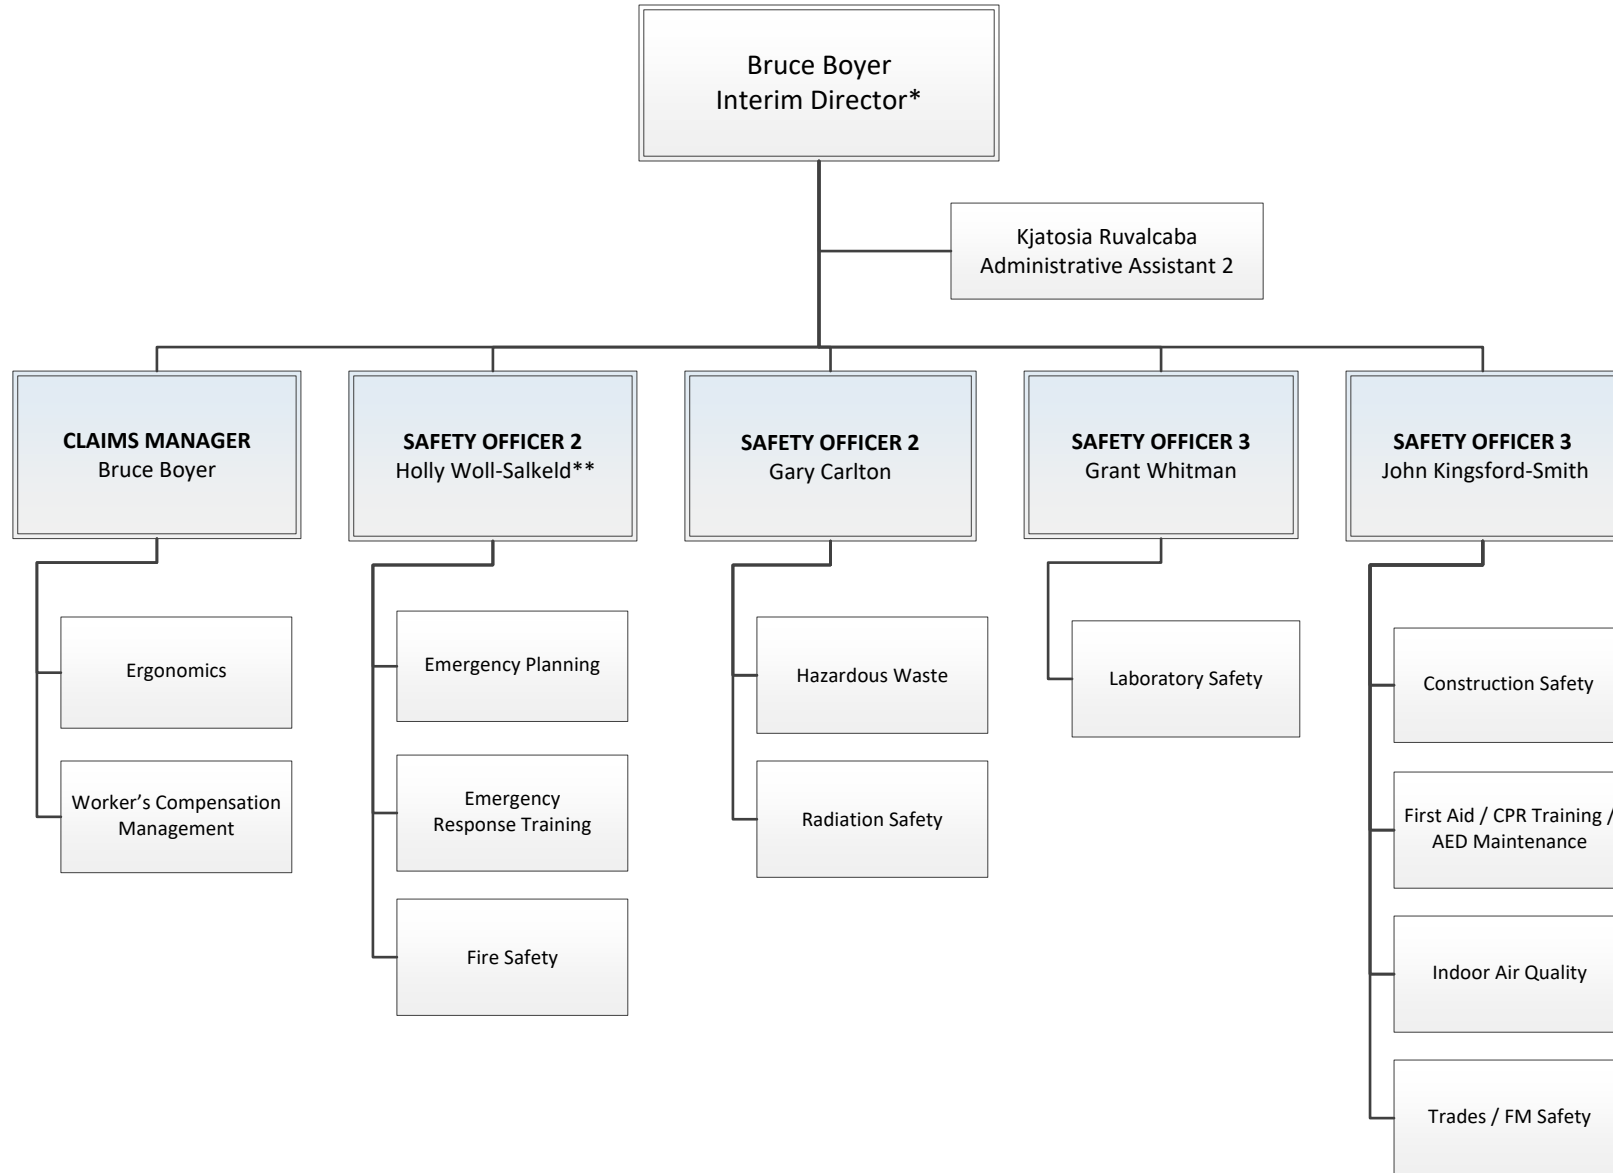 Bruce Boyer
Interim Director*
Kjatosia Ruvalcaba
Administrative Assistant 2
CLAIMS MANAGER
Bruce Boyer
SAFETY OFFICER 2
Holly Woll-Salkeld**
SAFETY OFFICER 2
Gary Carlton
SAFETY OFFICER 3
Grant Whitman
SAFETY OFFICER 3
John Kingsford-Smith
Ergonomics
Worker’s Compensation
Management
Emergency Planning
Emergency
Response Training
Fire Safety
Hazardous Waste
Radiation Safety
Laboratory Safety
Construction Safety
First Aid / CPR Training /
AED Maintenance
Indoor Air Quality
Trades / FM Safety